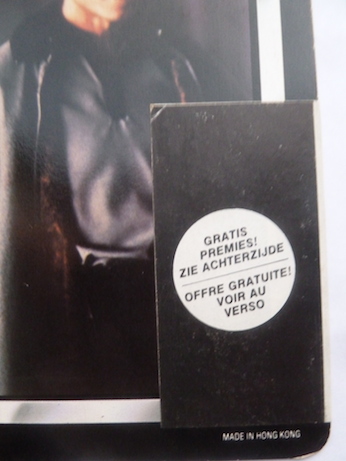 GRATIS
PREMIES!
ZIE ACHTERZIJDE
OFFRE GRATUITE!
VOIR AU
VERSO
MADE IN HONG KONG